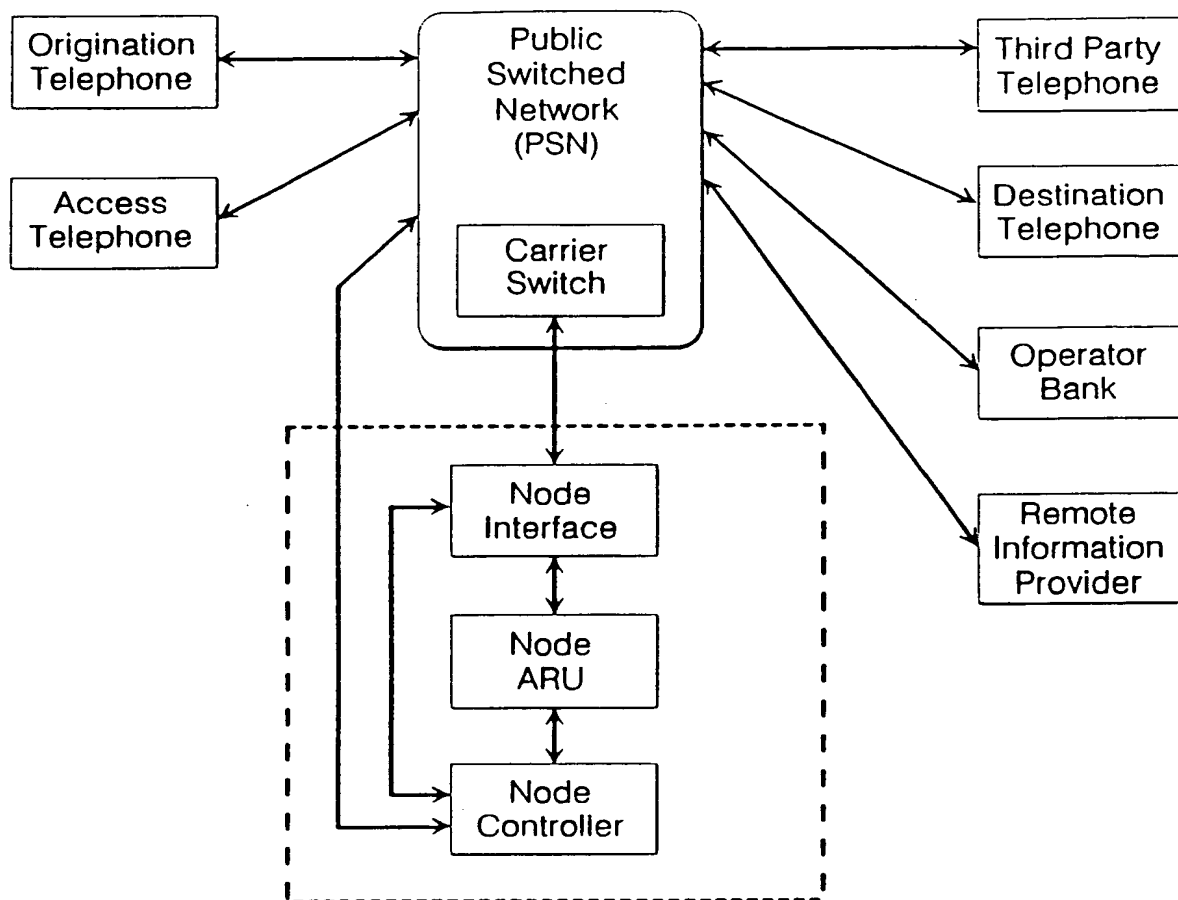 Origination
Telephone
Access
Telephone
Public
Switched
Network
(PSN)
Carrier
Switch
Third Party
Telephone
Destination
Telephone
Operator
Bank
Remote
Information
Provider
Node
Interface
Node
ARU
Node
Controller